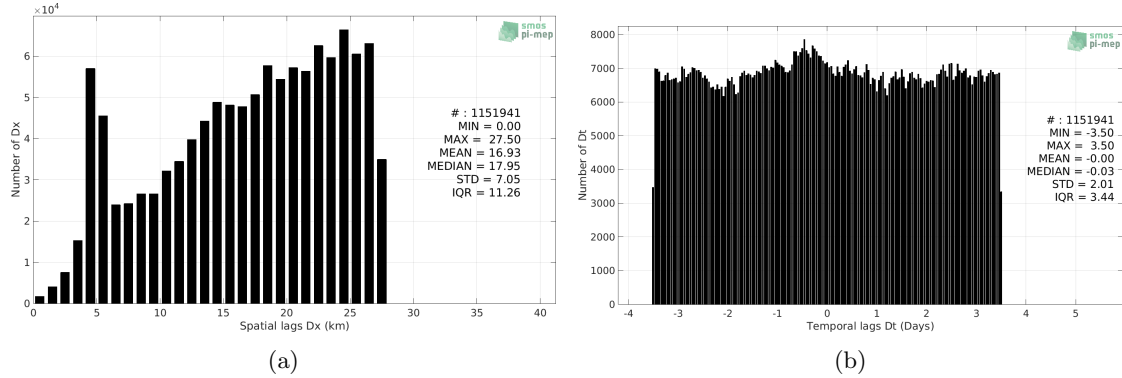 ×10⁴
6
5
4
3
2
1
0
Number of Dx
0 5 10 15 20 25 30 35 40
Spatial lags Dx (km)
smos
pi-mep
# : 1151941
MIN = 0.00
MAX = 27.50
MEAN = 16.93
MEDIAN = 17.95
STD = 7.05
IQR = 11.26
(a)
8000
7000
6000
5000
4000
3000
2000
1000
0
Number of Dt
-4 -3 -2 -1 0 1 2 3 4 5
Temporal lags Dt (Days)
smos
pi-mep
# : 1151941
MIN = -3.50
MAX = 3.50
MEAN = -0.00
MEDIAN = -0.03
STD = 2.01
IQR = 3.44
(b)